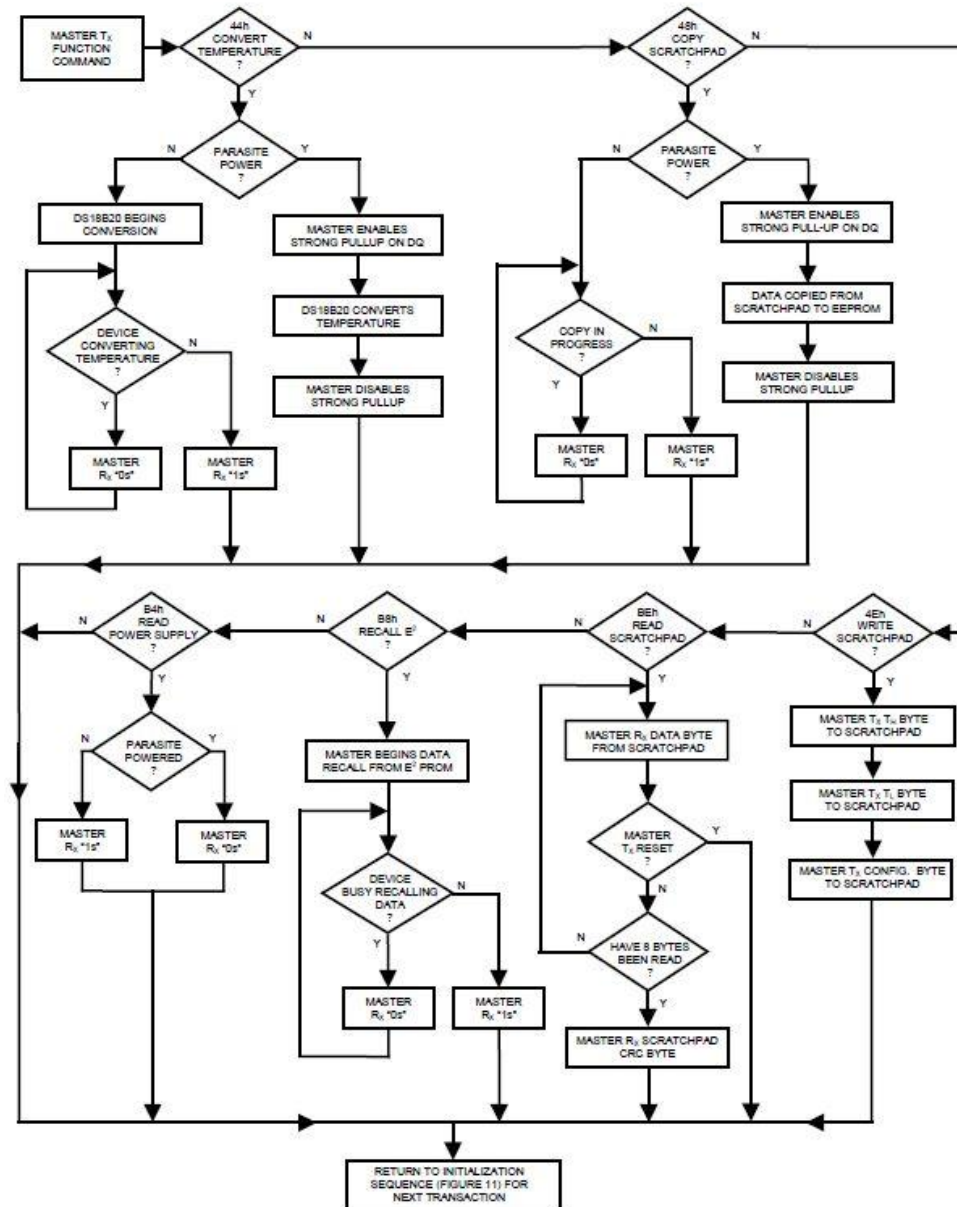 MASTER TX
FUNCTION
COMMAND
44h
CONVERT
TEMPERATURE
?
N
Y
48h
COPY
SCRATCHPAD
?
N
Y
PARASITE
POWER
?
N
Y
PARASITE
POWER
?
N
Y
DS18B20 BEGINS
CONVERSION
MASTER ENABLES
STRONG PULLUP ON DQ
MASTER ENABLES
STRONG PULL-UP ON DQ
DEVICE
CONVERTING
TEMPERATURE
?
N
Y
DS18B20 CONVERTS
TEMPERATURE
COPY IN
PROGRESS
?
N
Y
DATA COPIED FROM
SCRATCHPAD TO EEPROM
MASTER DISABLES
STRONG PULLUP
MASTER DISABLES
STRONG PULLUP
MASTER
RX “0s”
MASTER
RX “1s”
MASTER
RX “0s”
MASTER
RX “1s”
B4h
READ
POWER SUPPLY
?
N
Y
B8h
RECALL E2
?
N
Y
BEh
READ
SCRATCHPAD
?
N
Y
4Eh
WRITE
SCRATCHPAD
?
N
Y
PARASITE
POWERED
?
N
Y
MASTER
RX “1s”
MASTER
RX “0s”
MASTER BEGINS DATA
RECALL FROM E2 PROM
DEVICE
BUSY RECALLING
DATA
?
N
Y
MASTER
RX “0s”
MASTER
RX “1s”
MASTER RX DATA BYTE
FROM SCRATCHPAD
MASTER
TX RESET
?
Y
N
HAVE 8 BYTES
BEEN READ
?
N
Y
MASTER RX SCRATCHPAD
CRC BYTE
MASTER TX TH BYTE
TO SCRATCHPAD
MASTER TX TL BYTE
TO SCRATCHPAD
MASTER TX CONFIG. BYTE
TO SCRATCHPAD
RETURN TO INITIALIZATION
SEQUENCE (FIGURE 11) FOR
NEXT TRANSACTION